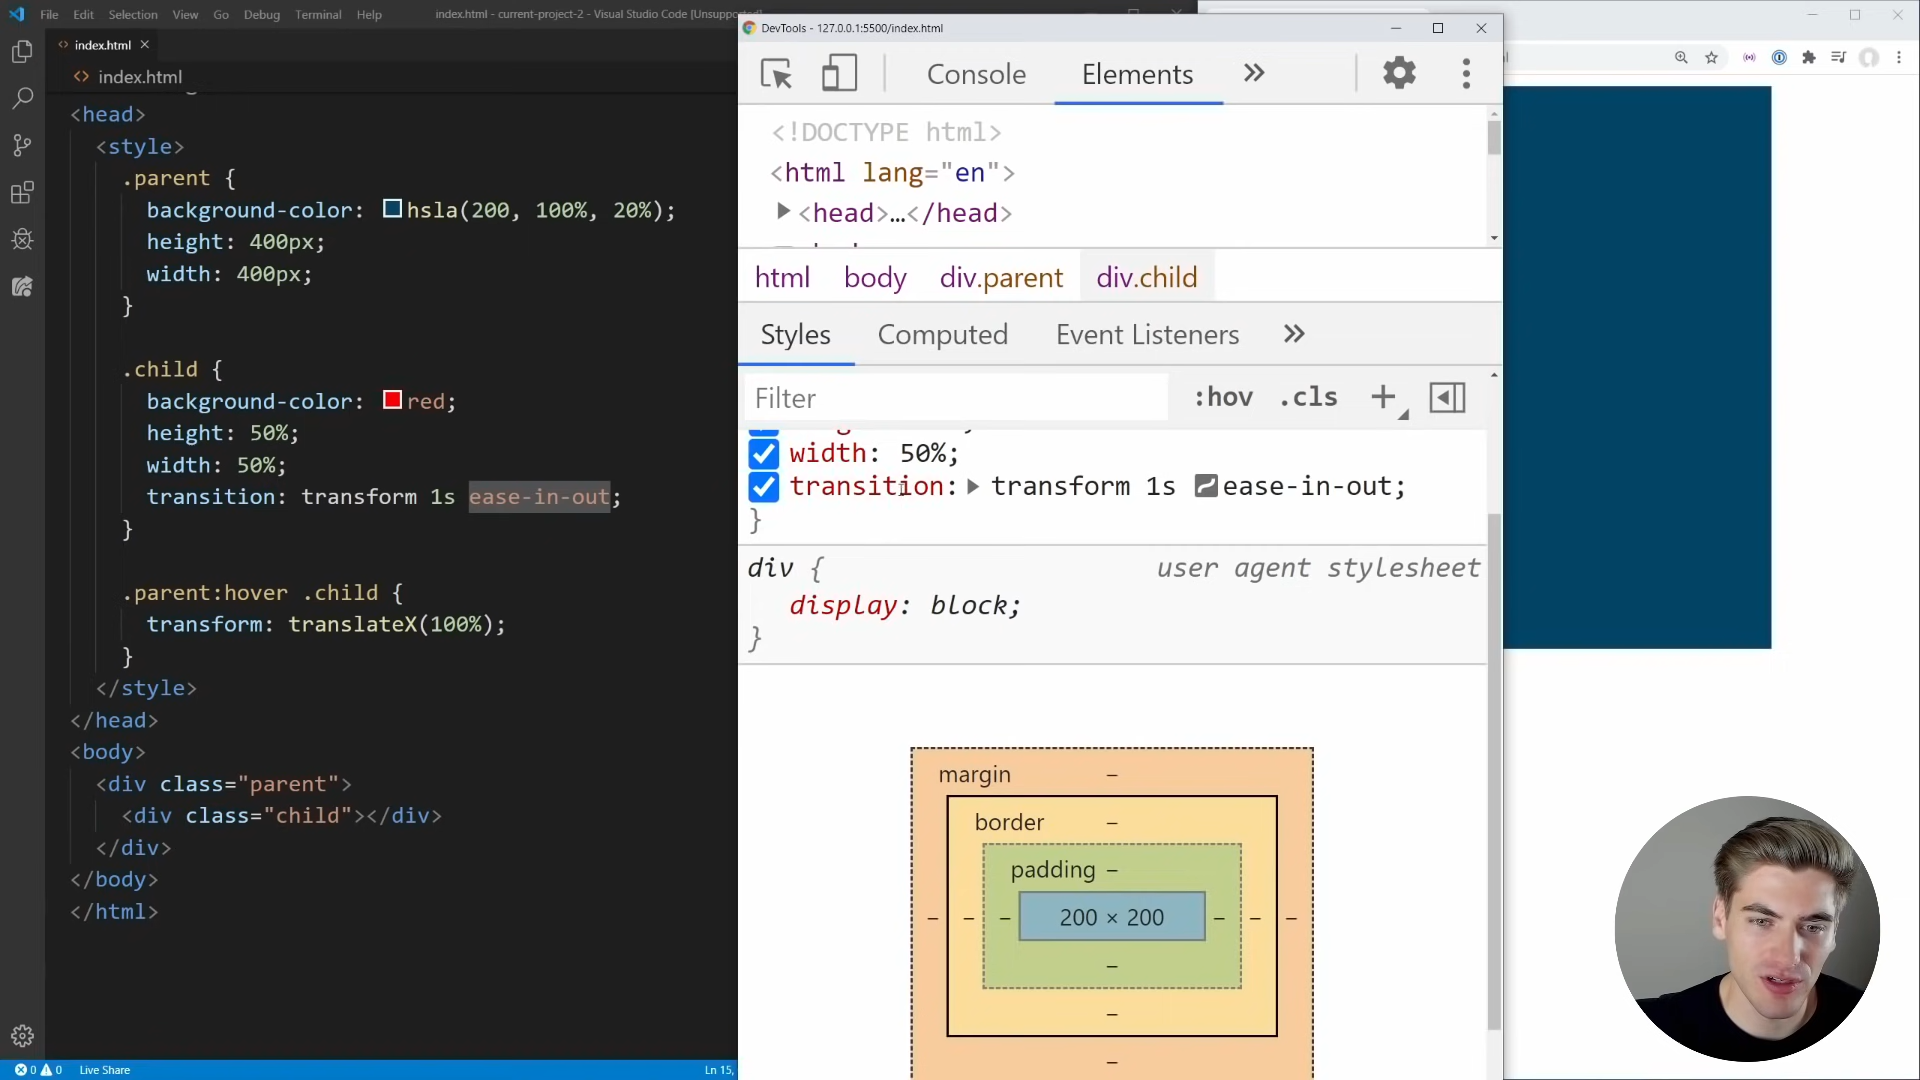 File Edit Selection View Go Debug Terminal Help
index.html - current-project-2 - Visual Studio Code [Unsupported]
index.html
index.html
<head>
<style>
.parent {
background-color: hsla(200, 100%, 20%);
height: 400px;
width: 400px;
}
.child {
background-color: red;
height: 50%;
width: 50%;
transition: transform 1s ease-in-out;
}
.parent:hover .child {
transform: translateX(100%);
}
</style>
</head>
<body>
<div class="parent">
<div class="child"></div>
</div>
</body>
</html>
0 0 Live Share
Ln 15,
DevTools - 127.0.0.1:5500/index.html
Console Elements
<!DOCTYPE html>
<html lang="en">
<head>…</head>
html body div.parent div.child
Styles Computed Event Listeners
Filter :hov .cls
width: 50%;
transition: transform 1s ease-in-out;
}
div { user agent stylesheet
display: block;
}
margin –
border –
padding –
– – – 200 × 200 – – –
–
–
–